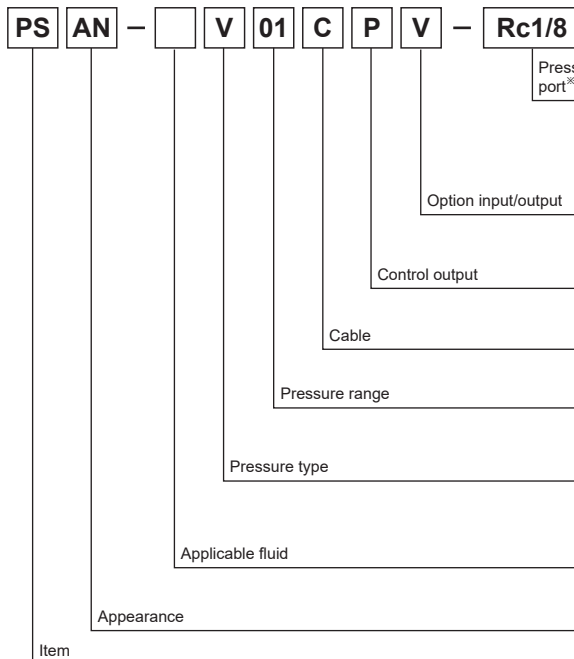 PS AN – V 01 C P V – Rc1/8
Press
port※
Option input/output
Control output
Cable
Pressure range
Pressure type
Applicable fluid
Appearance
Item